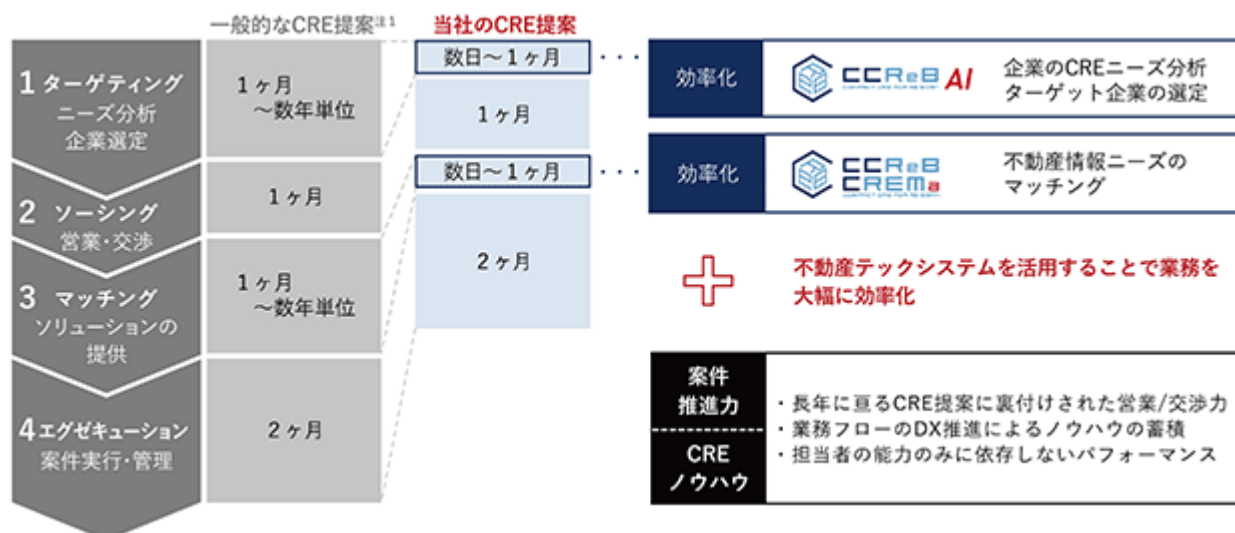 一般的なCRE提案注1
当社のCRE提案
1 ターゲティング
ニーズ分析
企業選定
2 ソーシング
営業・交渉
3 マッチング
ソリューションの
提供
4 エグゼキューション
案件実行・管理
1ヶ月
～数年単位
1ヶ月
1ヶ月
～数年単位
2ヶ月
数日～1ヶ月
1ヶ月
数日～1ヶ月
2ヶ月
・・・
・・・
効率化
CCReB AI
企業のCREニーズ分析
ターゲット企業の選定
効率化
CCReB
CREMa
不動産情報ニーズの
マッチング
不動産テックシステムを活用することで業務を
大幅に効率化
案件
推進力
CRE
ノウハウ
・長年に亘るCRE提案に裏付けされた営業/交渉力
・業務フローのDX推進によるノウハウの蓄積
・担当者の能力のみに依存しないパフォーマンス